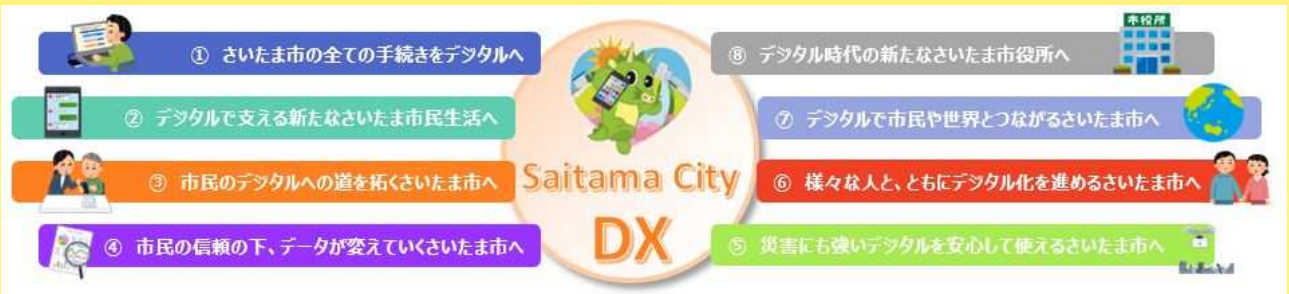 ① さいたま市の全ての手続きをデジタルへ
② デジタルで支える新たなさいたま市民生活へ
③ 市民のデジタルへの道を拓くさいたま市へ
④ 市民の信頼の下、データが変えていくさいたま市へ
Saitama City
DX
市役所
⑧ デジタル時代の新たなさいたま市役所へ
⑦ デジタルで市民や世界とつながるさいたま市へ
⑥ 様々な人と、ともにデジタル化を進めるさいたま市へ
⑤ 災害にも強いデジタルを安心して使えるさいたま市へ